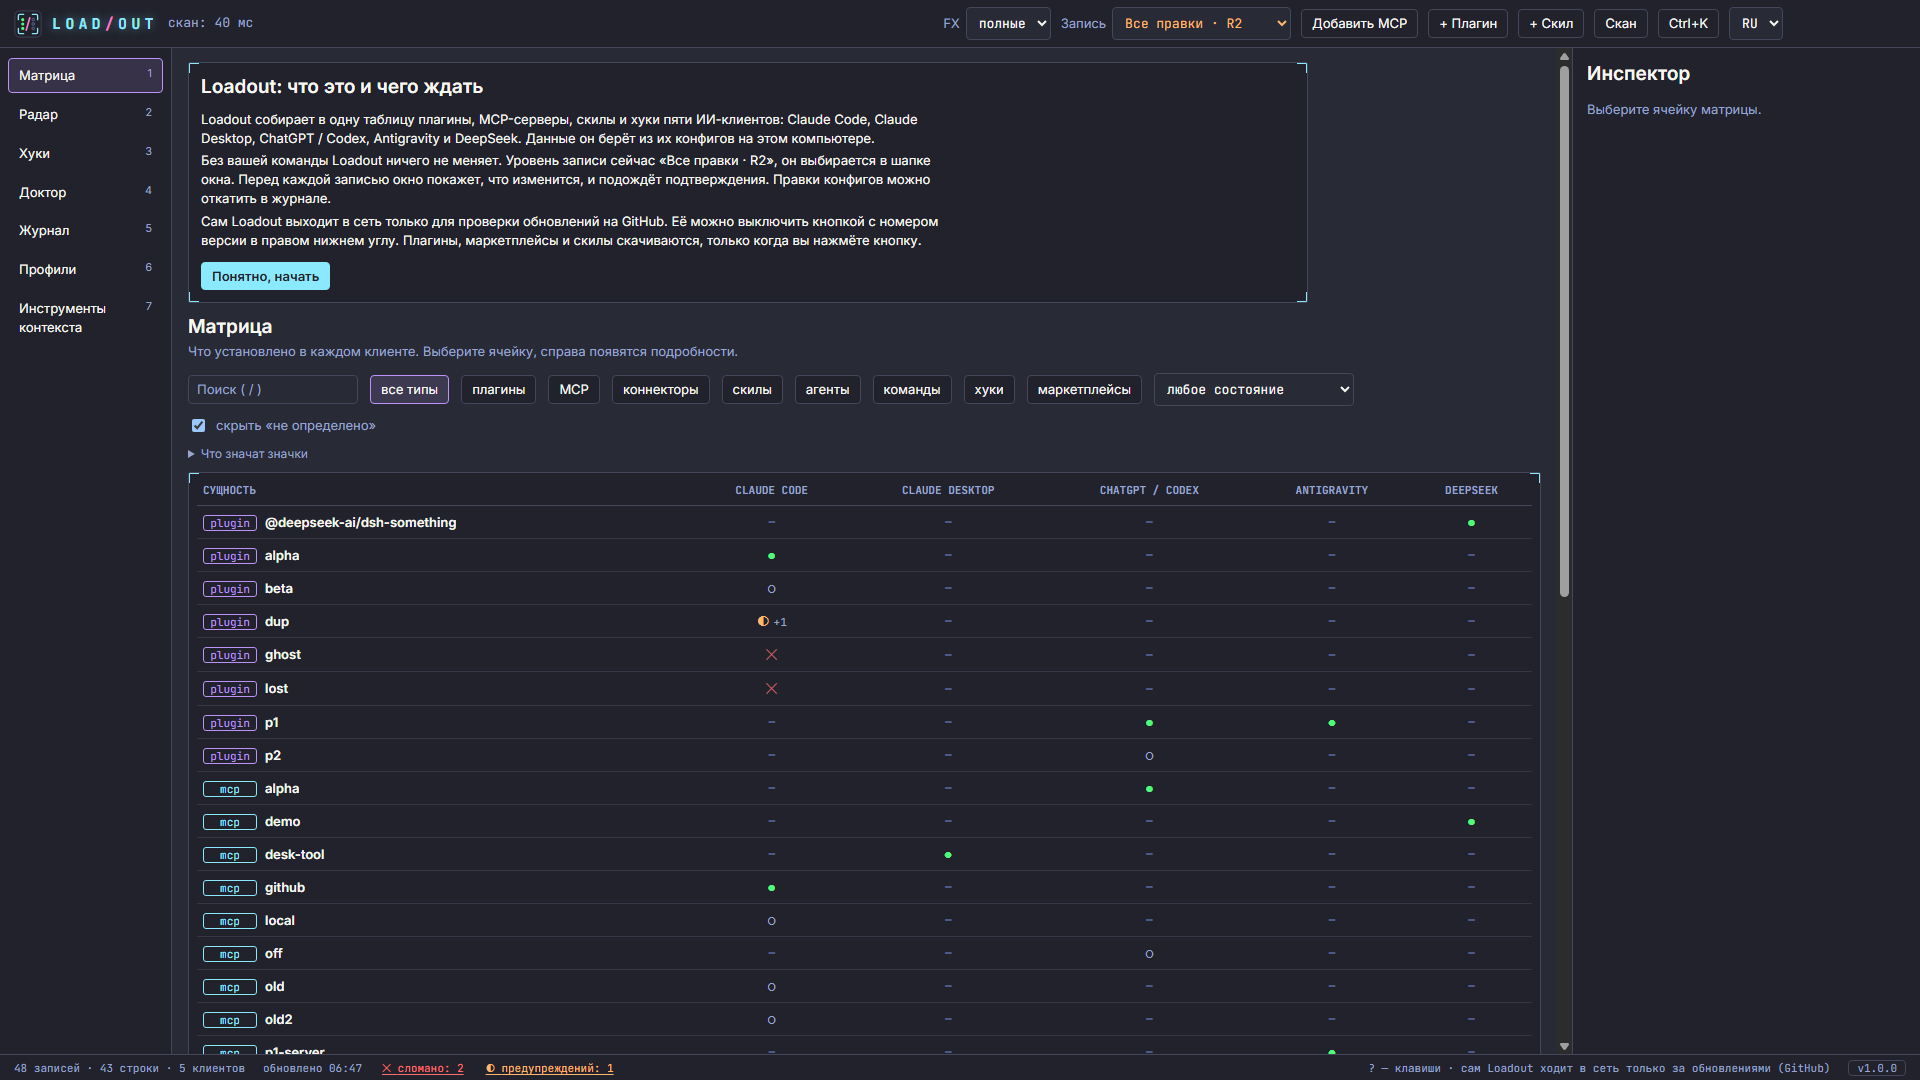 LOAD/OUT скан: 40 мс FX полные Запись Все правки · R2 Добавить MCP + Плагин + Скил Скан Ctrl+K RU
Матрица 1
Радар 2
Хуки 3
Доктор 4
Журнал 5
Профили 6
Инструменты контекста 7
Loadout: что это и чего ждать
Loadout собирает в одну таблицу плагины, MCP-серверы, скилы и хуки пяти ИИ-клиентов: Claude Code, Claude
Desktop, ChatGPT / Codex, Antigravity и DeepSeek. Данные он берёт из их конфигов на этом компьютере.
Без вашей команды Loadout ничего не меняет. Уровень записи сейчас «Все правки · R2», он выбирается в шапке
окна. Перед каждой записью окно покажет, что изменится, и подождёт подтверждения. Правки конфигов можно
откатить в журнале.
Сам Loadout выходит в сеть только для проверки обновлений на GitHub. Её можно выключить кнопкой с номером
версии в правом нижнем углу. Плагины, маркетплейсы и скилы скачиваются, только когда вы нажмёте кнопку.
Понятно, начать
Матрица
Что установлено в каждом клиенте. Выберите ячейку, справа появятся подробности.
Поиск ( / ) все типы плагины MCP коннекторы скилы агенты команды хуки маркетплейсы любое состояние
скрыть «не определено»
Что значат значки
СУЩНОСТЬ CLAUDE CODE CLAUDE DESKTOP CHATGPT / CODEX ANTIGRAVITY DEEPSEEK
plugin @deepseek-ai/dsh-something – – – – ●
plugin alpha ● – – – –
plugin beta ○ – – – –
plugin dup ◐ +1 – – – –
plugin ghost ✕ – – – –
plugin lost ✕ – – – –
plugin p1 – – ● ● –
plugin p2 – – ○ – –
mcp alpha – – ● – –
mcp demo – – – – ●
mcp desk-tool – ● – – –
mcp github ● – – – –
mcp local ○ – – – –
mcp off – – ○ – –
mcp old ○ – – – –
mcp old2 ○ – – – –
mcp p1-server – – – ● –
Инспектор
Выберите ячейку матрицы.
48 записей · 43 строки · 5 клиентов обновлено 06:47 ✕ сломано: 2 ◐ предупреждений: 1 ? — клавиши · сам Loadout ходит в сеть только за обновлениями (GitHub) v1.0.0